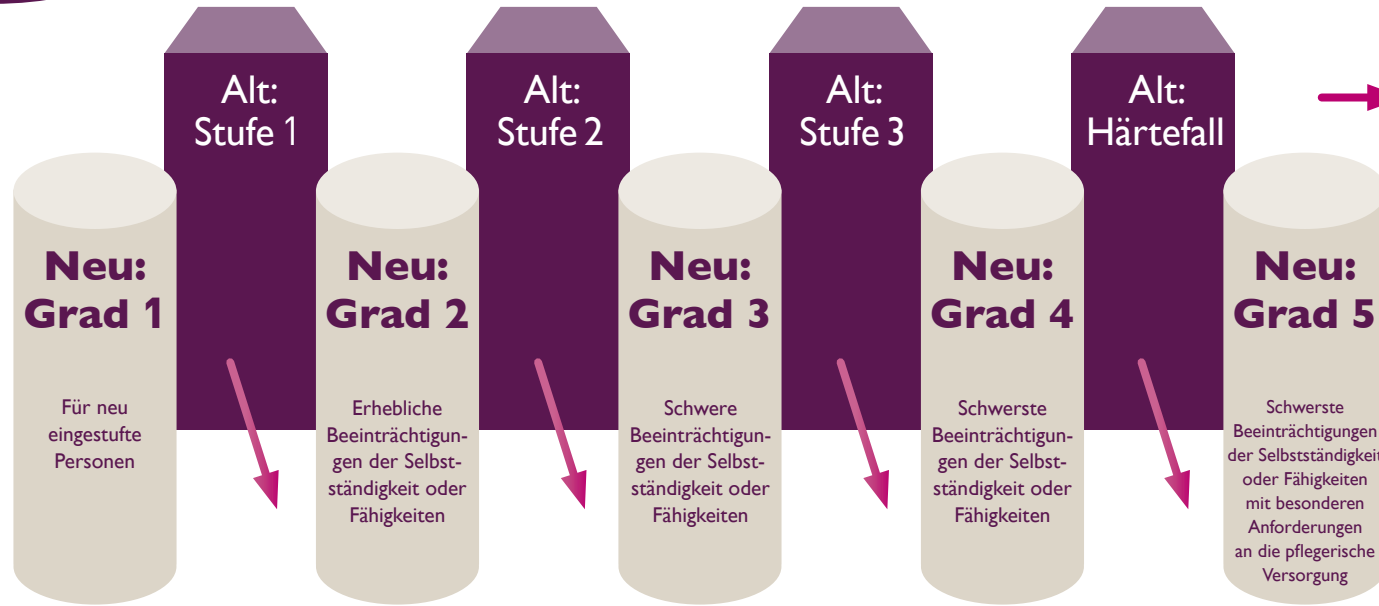 Alt:
Stufe 1
Alt:
Stufe 2
Alt:
Stufe 3
Alt:
Härtefall
Neu:
Grad 1
Für neu
eingestufte
Personen
Neu:
Grad 2
Erhebliche
Beeinträchtigun-
gen der Selbst-
ständigkeit oder
Fähigkeiten
Neu:
Grad 3
Schwere
Beeinträchtigun-
gen der Selbst-
ständigkeit oder
Fähigkeiten
Neu:
Grad 4
Schwerste
Beeinträchtigun-
gen der Selbst-
ständigkeit oder
Fähigkeiten
Neu:
Grad 5
Schwerste
Beeinträchtigungen
der Selbstständigkeit
oder Fähigkeiten
mit besonderen
Anforderungen
an die pflegerische
Versorgung